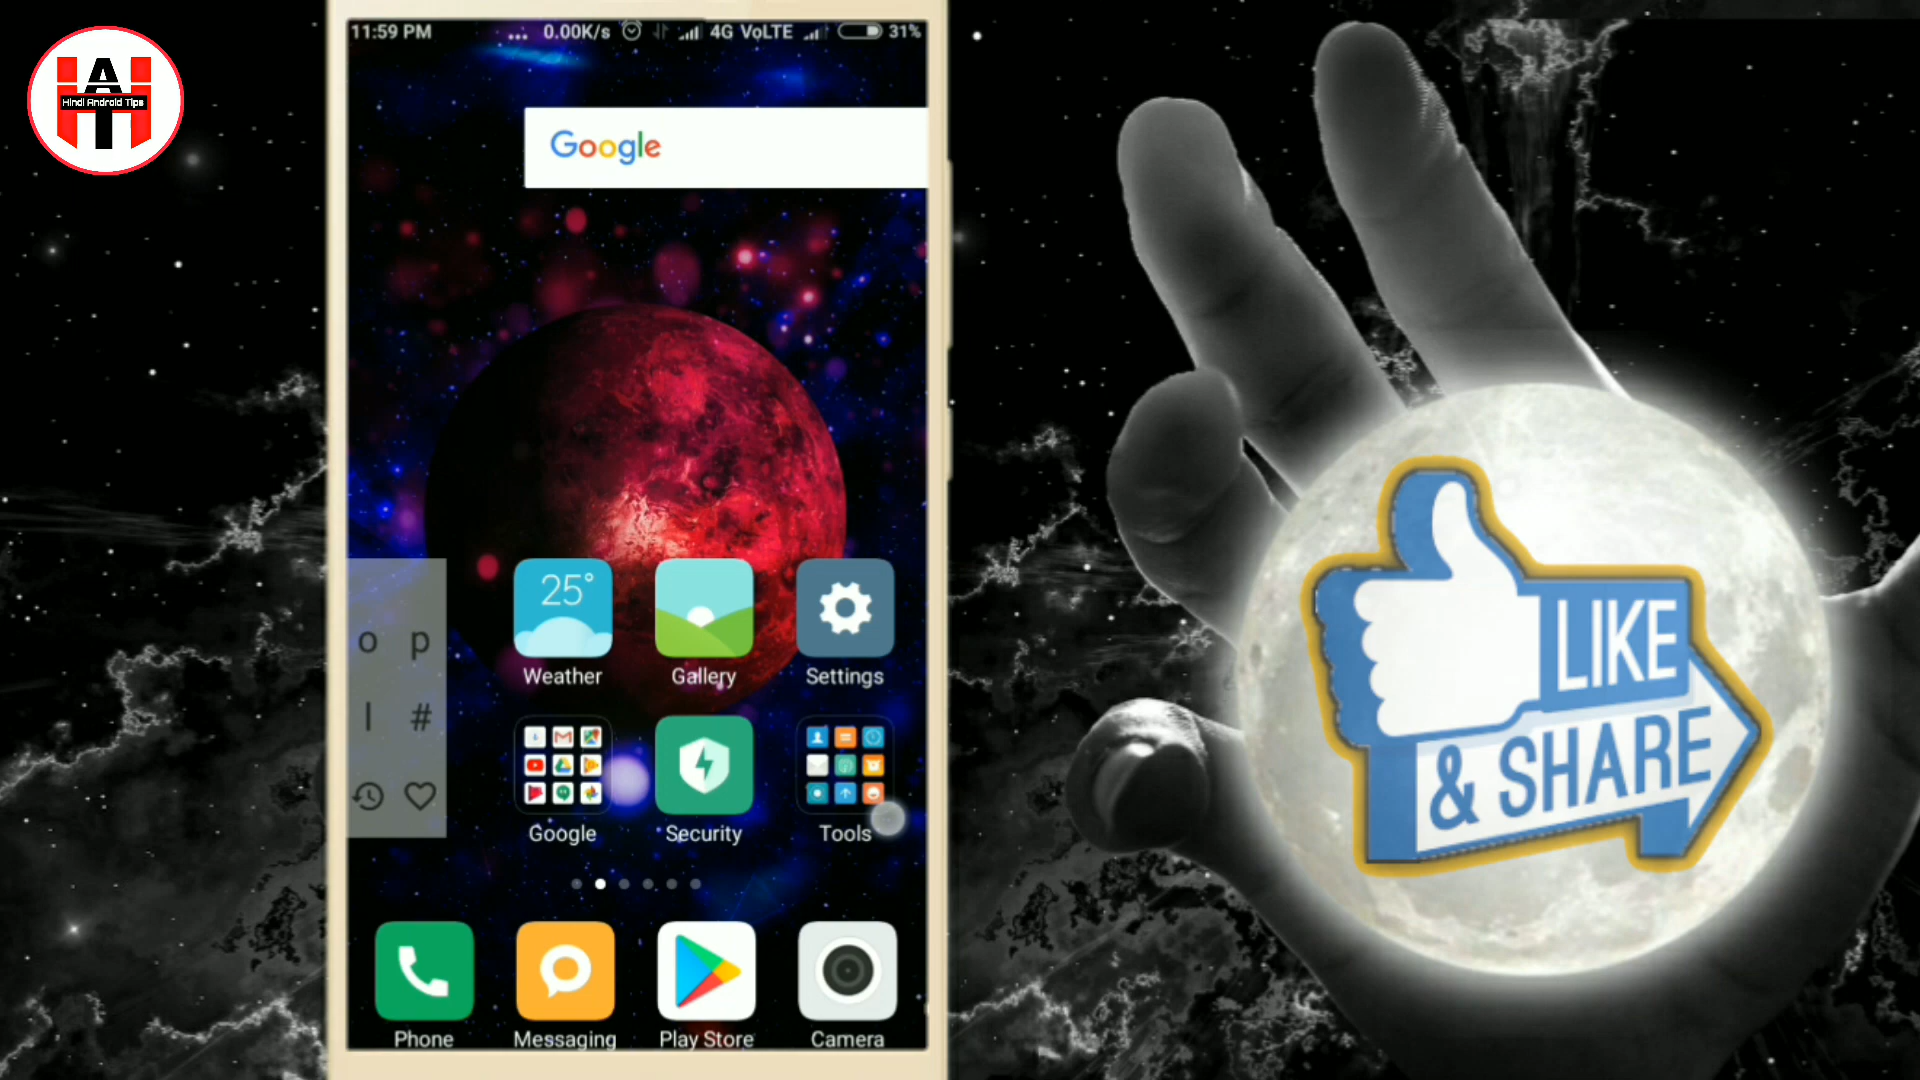 HAIT
Hindi Android Tips
11:59 PM ... 0.00K/s 4G VoLTE 31%
Google
25°
Weather
Gallery
Settings
o p
l #
Google
Security
Tools
Phone
Messaging
Play Store
Camera
LIKE
& SHARE